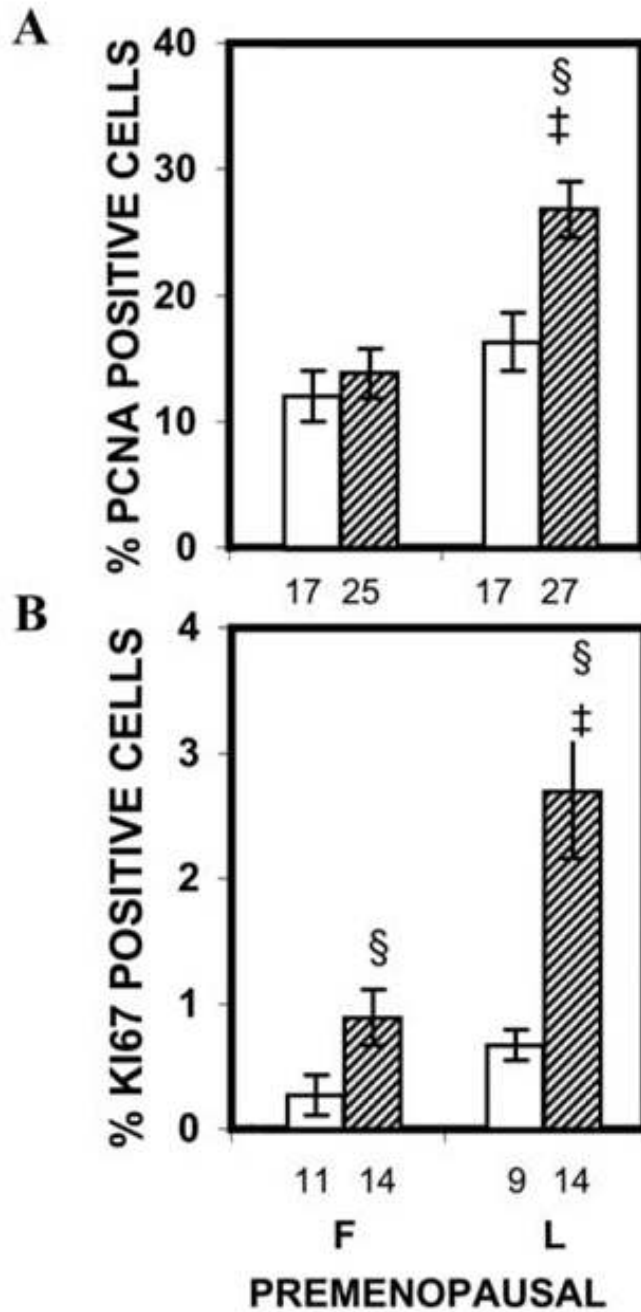 A
% PCNA POSITIVE CELLS
40
30
20
10
0
§
‡
17 25 17 27
B
% KI67 POSITIVE CELLS
4
3
2
1
0
§
§
‡
11 14 9 14
F L
PREMENOPAUSAL